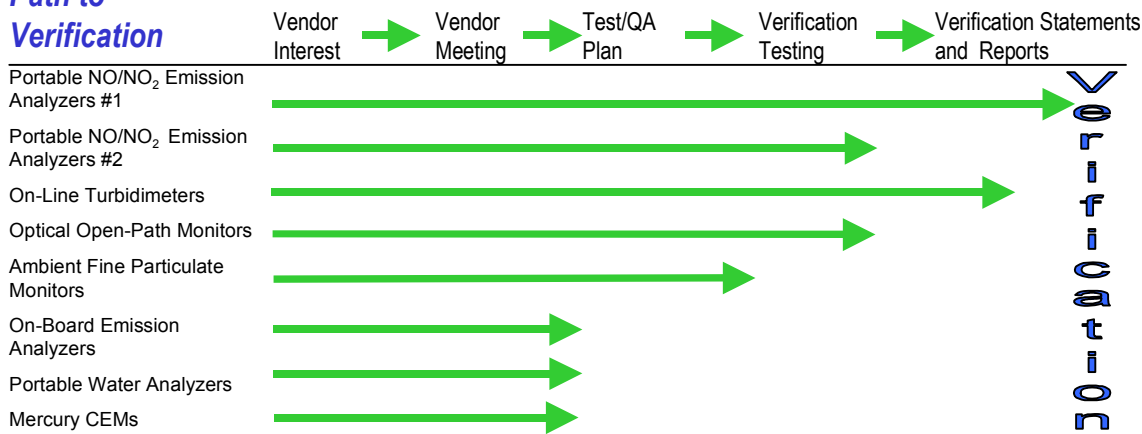 Path to
Verification
Vendor Interest
Vendor Meeting
Test/QA Plan
Verification Testing
Verification Statements and Reports
Portable NO/NO₂ Emission
Analyzers #1
Portable NO/NO₂ Emission
Analyzers #2
On-Line Turbidimeters
Optical Open-Path Monitors
Ambient Fine Particulate
Monitors
On-Board Emission
Analyzers
Portable Water Analyzers
Mercury CEMs
Verification